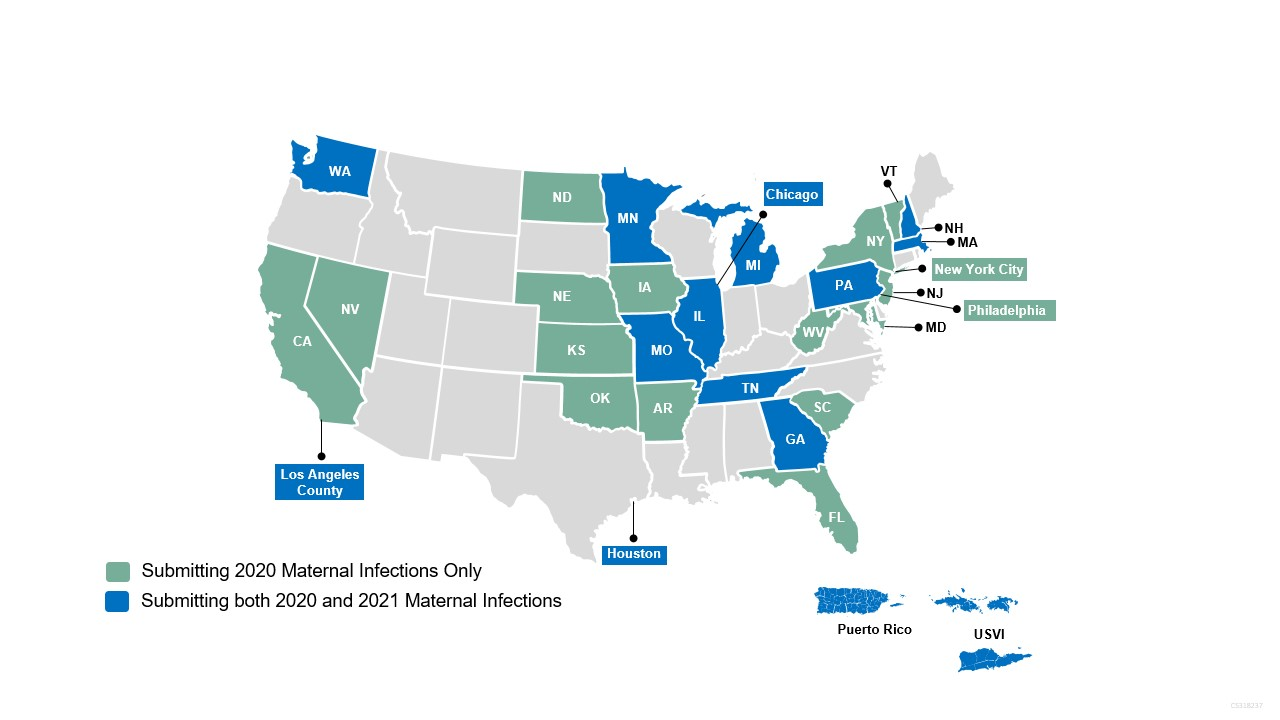 WA
ND
MN
Chicago
VT
NH
MA
NY
MI
New York City
NE
IA
PA
NJ
Philadelphia
NV
IL
MD
CA
KS
MO
WV
TN
OK
AR
SC
GA
Los Angeles
County
FL
Houston
Submitting 2020 Maternal Infections Only
Submitting both 2020 and 2021 Maternal Infections
Puerto Rico
USVI
CS318237